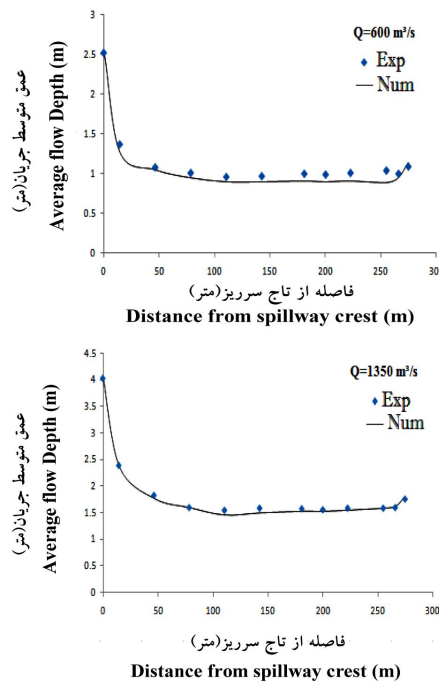 3
2.5
2
1.5
1
0.5
0
0
50
100
150
200
250
300
Q=600 m³/s
Exp
Num
عمق متوسط جریان(متر)
Average flow Depth (m)
فاصله از تاج سرریز(متر)
Distance from spillway crest (m)
4.5
4
3.5
3
2.5
2
1.5
1
0.5
0
0
50
100
150
200
250
300
Q=1350 m³/s
Exp
Num
عمق متوسط جریان(متر)
Average flow Depth (m)
فاصله از تاج سرریز(متر)
Distance from spillway crest (m)